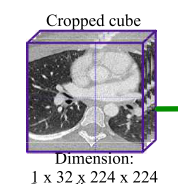 Cropped cube
Dimension:
1 x 32 x 224 x 224